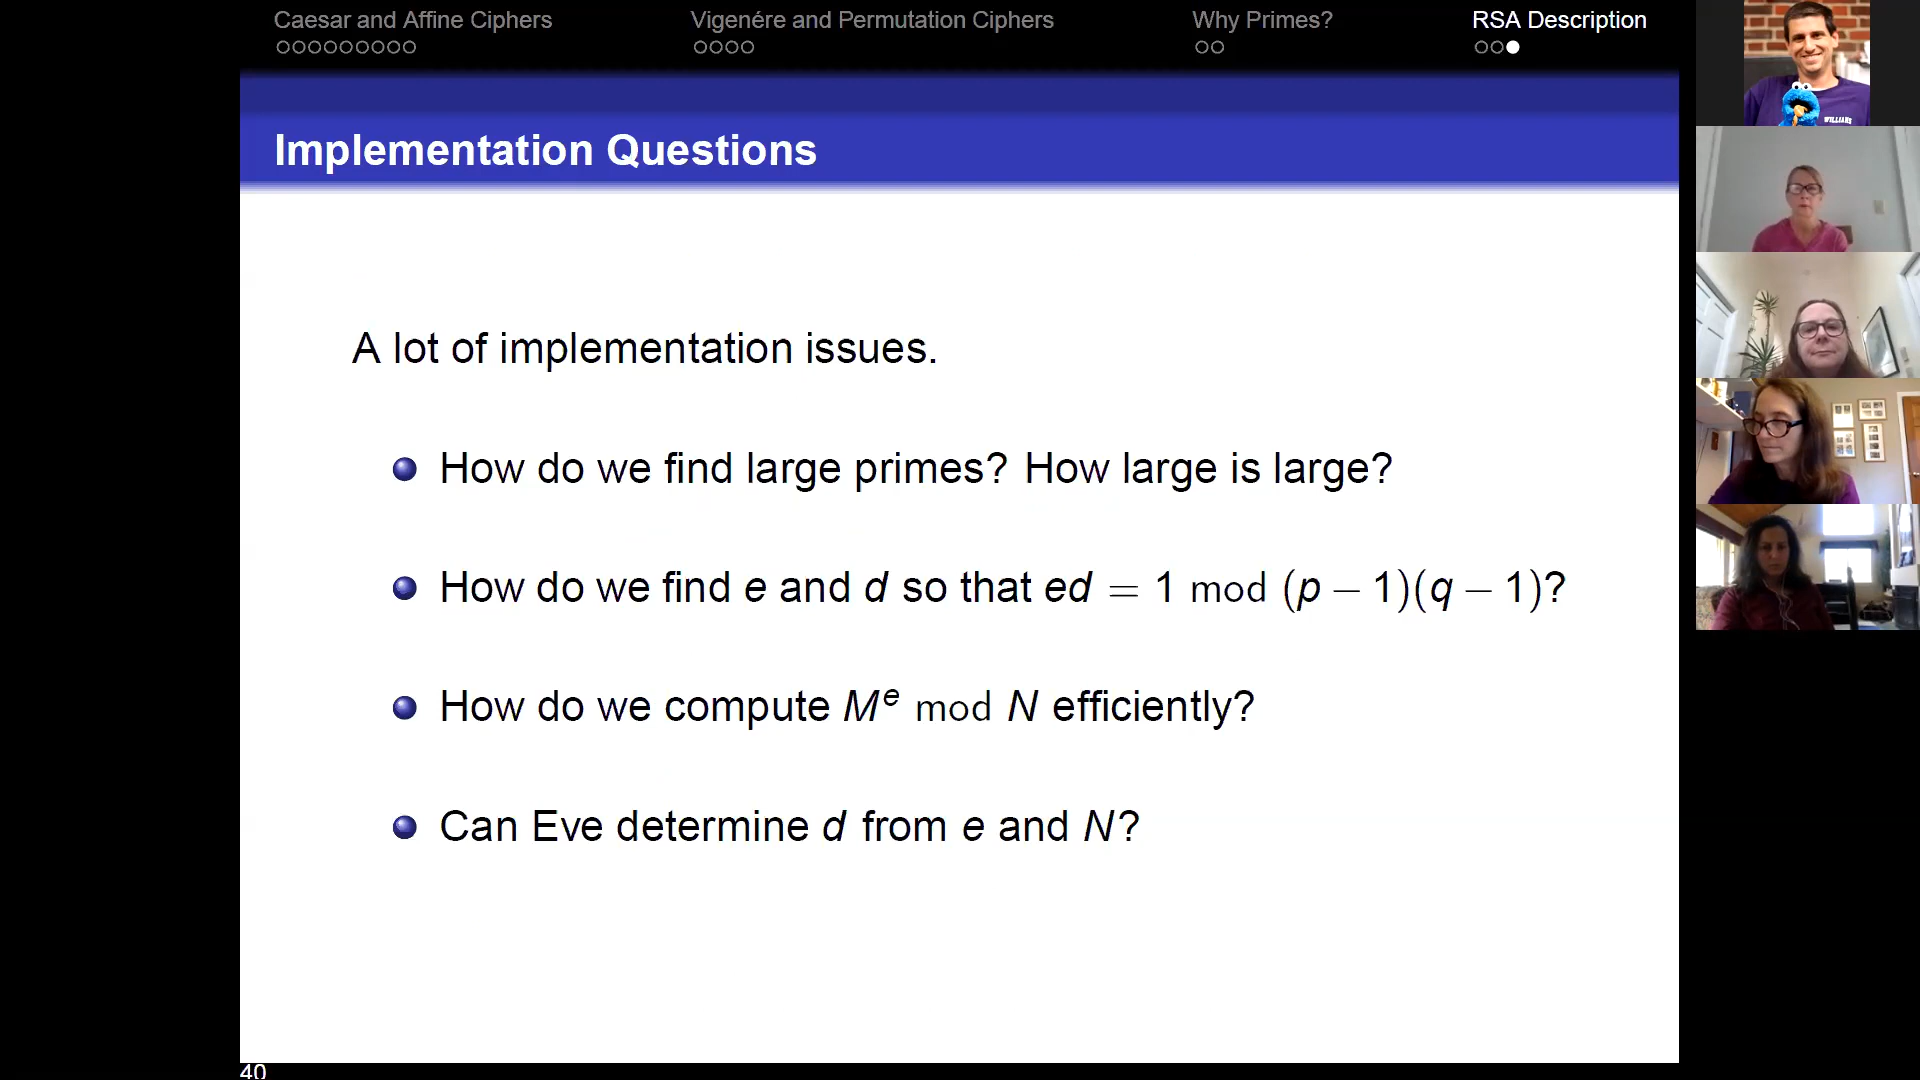 Caesar and Affine Ciphers
Vigenére and Permutation Ciphers
Why Primes?
RSA Description
Implementation Questions
A lot of implementation issues.
How do we find large primes? How large is large?
How do we find e and d so that ed = 1 mod (p − 1)(q − 1)?
How do we compute Mᵉ mod N efficiently?
Can Eve determine d from e and N?
40
WILLIAMS